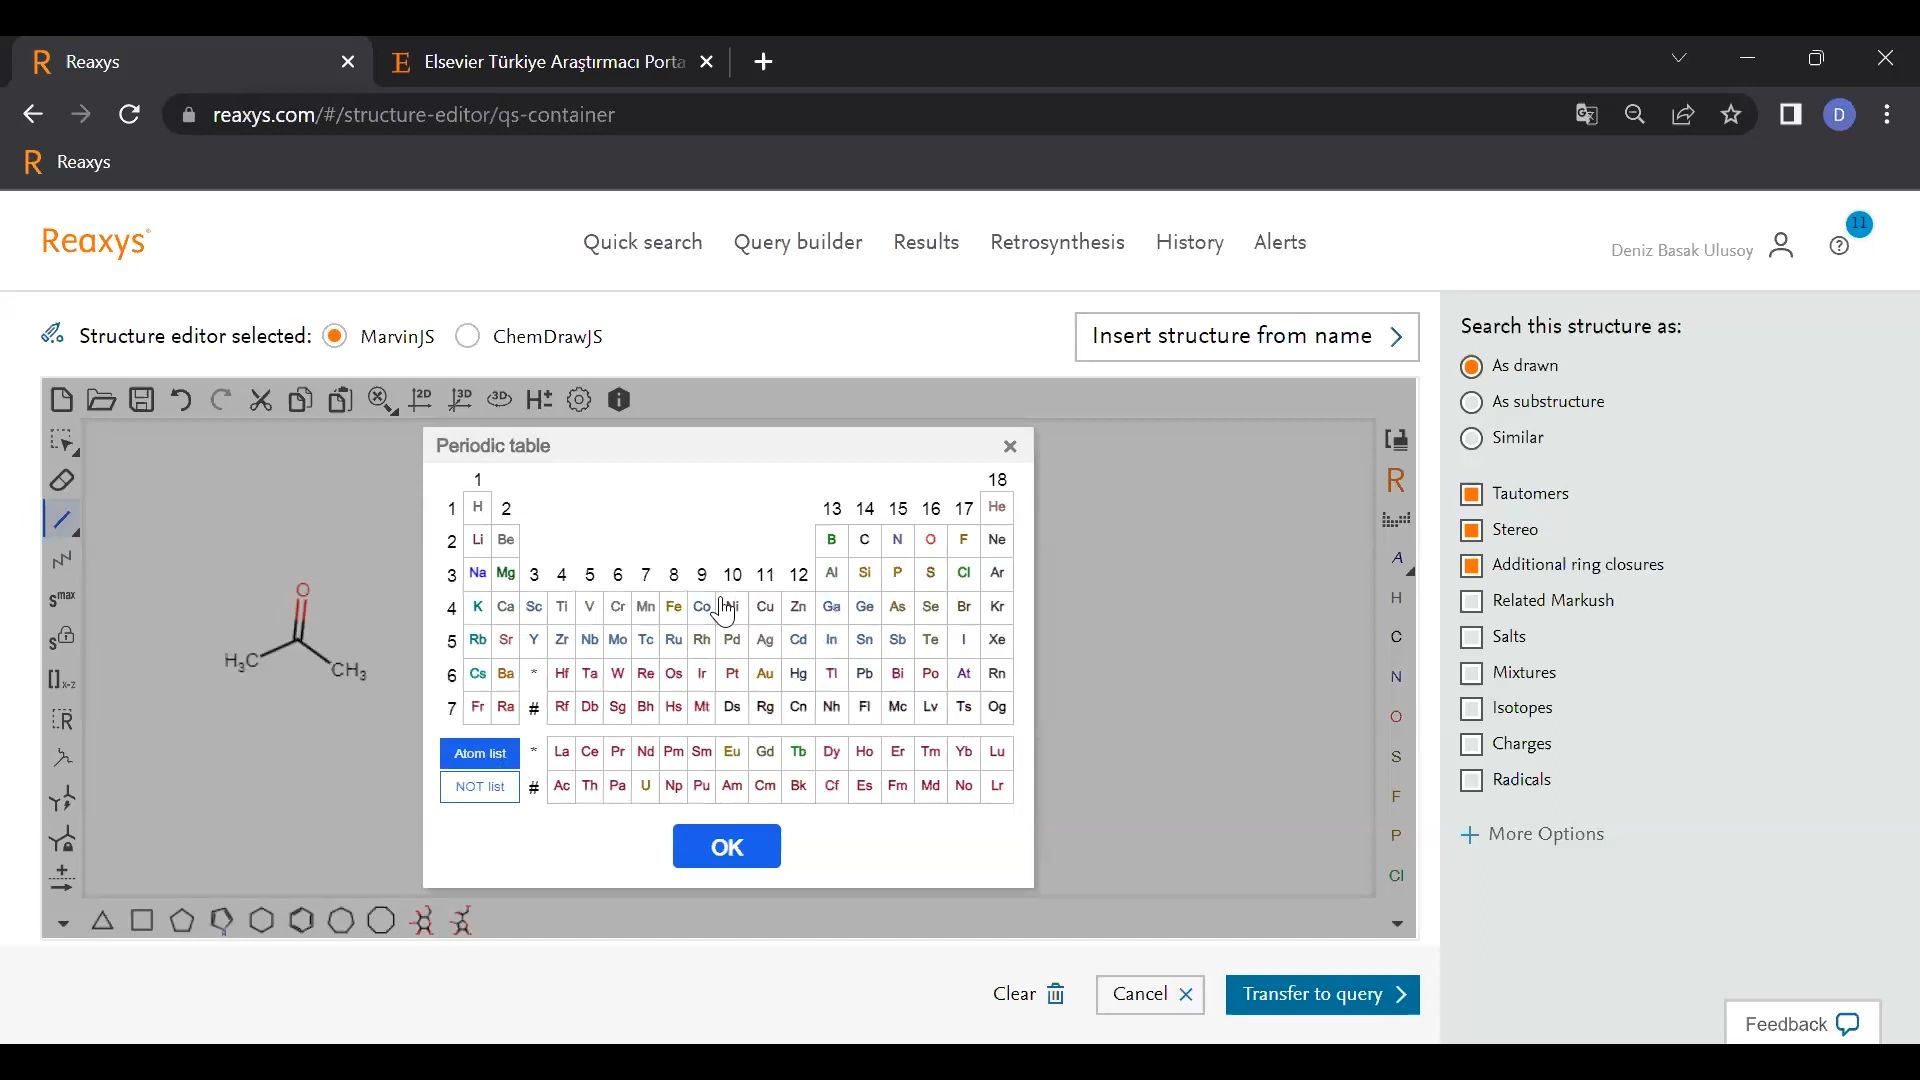 Reaxys
Elsevier Türkiye Araştırmacı Porta
reaxys.com/#/structure-editor/qs-container
D
Reaxys
Reaxys
Quick search Query builder Results Retrosynthesis History Alerts
Deniz Basak Ulusoy
11
Structure editor selected: MarvinJS ChemDrawJS
Insert structure from name
2D 3D 3D H±
Periodic table
1 18
1 H 2 13 14 15 16 17 He
2 Li Be B C N O F Ne
3 Na Mg 3 4 5 6 7 8 9 10 11 12 Al Si P S Cl Ar
4 K Ca Sc Ti V Cr Mn Fe Co Ni Cu Zn Ga Ge As Se Br Kr
5 Rb Sr Y Zr Nb Mo Tc Ru Rh Pd Ag Cd In Sn Sb Te I Xe
6 Cs Ba * Hf Ta W Re Os Ir Pt Au Hg Tl Pb Bi Po At Rn
7 Fr Ra # Rf Db Sg Bh Hs Mt Ds Rg Cn Nh Fl Mc Lv Ts Og
Atom list * La Ce Pr Nd Pm Sm Eu Gd Tb Dy Ho Er Tm Yb Lu
NOT list # Ac Th Pa U Np Pu Am Cm Bk Cf Es Fm Md No Lr
OK
O
H3C
CH3
S max
S
[] x-z
R
R
A
H
C
N
O
S
F
P
Cl
Clear
Cancel
Transfer to query
Search this structure as:
As drawn
As substructure
Similar
Tautomers
Stereo
Additional ring closures
Related Markush
Salts
Mixtures
Isotopes
Charges
Radicals
+ More Options
Feedback